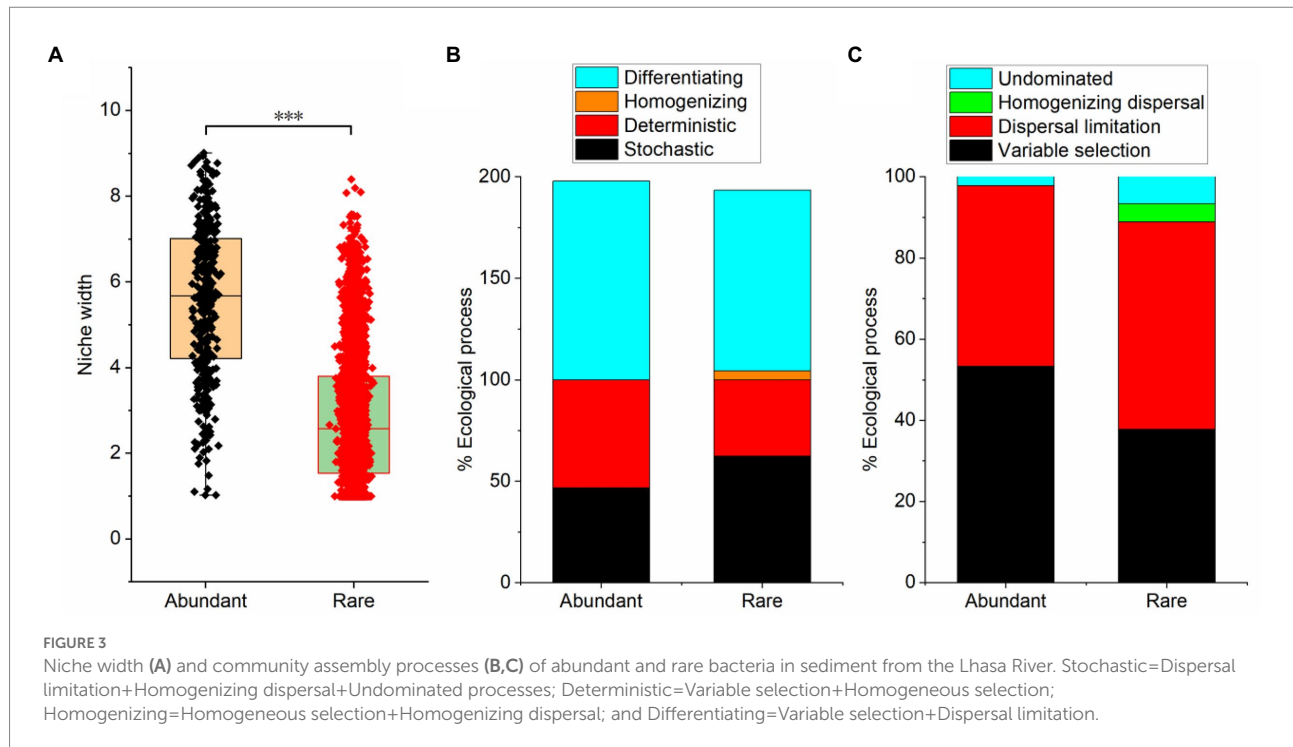 A
10
8
6
4
2
0
Niche width
***
Abundant
Rare
B
Differentiating
Homogenizing
Deterministic
Stochastic
200
150
100
50
0
% Ecological process
Abundant
Rare
C
Undominated
Homogenizing dispersal
Dispersal limitation
Variable selection
100
80
60
40
20
0
% Ecological process
Abundant
Rare
FIGURE 3
Niche width (A) and community assembly processes (B,C) of abundant and rare bacteria in sediment from the Lhasa River. Stochastic=Dispersal
limitation+Homogenizing dispersal+Undominated processes; Deterministic=Variable selection+Homogeneous selection;
Homogenizing=Homogeneous selection+Homogenizing dispersal; and Differentiating=Variable selection+Dispersal limitation.